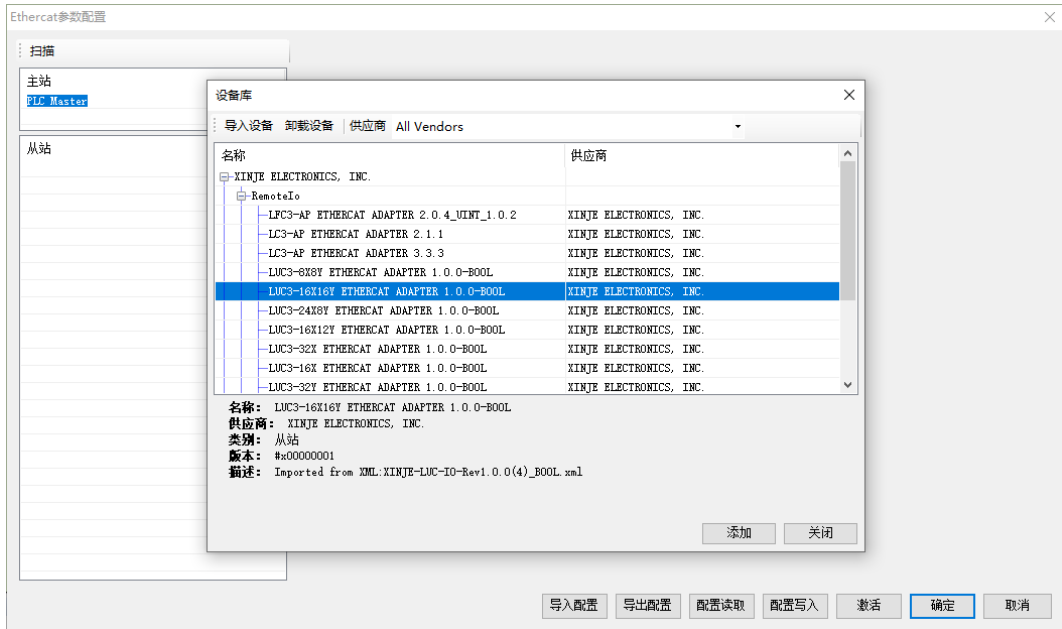 Ethercat参数配置
扫描
主站
PLC Master
从站
设备库
导入设备 卸载设备 供应商 All Vendors
名称 供应商
XINJE ELECTRONICS, INC.
RemoteIo
LFC3-AP ETHERCAT ADAPTER 2.0.4_UINT_1.0.2 XINJE ELECTRONICS, INC.
LC3-AP ETHERCAT ADAPTER 2.1.1 XINJE ELECTRONICS, INC.
LC3-AP ETHERCAT ADAPTER 3.3.3 XINJE ELECTRONICS, INC.
LUC3-8X8Y ETHERCAT ADAPTER 1.0.0-BOOL XINJE ELECTRONICS, INC.
LUC3-16X16Y ETHERCAT ADAPTER 1.0.0-BOOL XINJE ELECTRONICS, INC.
LUC3-24X8Y ETHERCAT ADAPTER 1.0.0-BOOL XINJE ELECTRONICS, INC.
LUC3-16X12Y ETHERCAT ADAPTER 1.0.0-BOOL XINJE ELECTRONICS, INC.
LUC3-32X ETHERCAT ADAPTER 1.0.0-BOOL XINJE ELECTRONICS, INC.
LUC3-16X ETHERCAT ADAPTER 1.0.0-BOOL XINJE ELECTRONICS, INC.
LUC3-32Y ETHERCAT ADAPTER 1.0.0-BOOL XINJE ELECTRONICS, INC.
名称： LUC3-16X16Y ETHERCAT ADAPTER 1.0.0-BOOL
供应商： XINJE ELECTRONICS, INC.
类别： 从站
版本： #x00000001
描述： Imported from XML:XINJE-LUC-IO-Rev1.0.0(4)_BOOL.xml
添加 关闭
导入配置 导出配置 配置读取 配置写入 激活 确定 取消